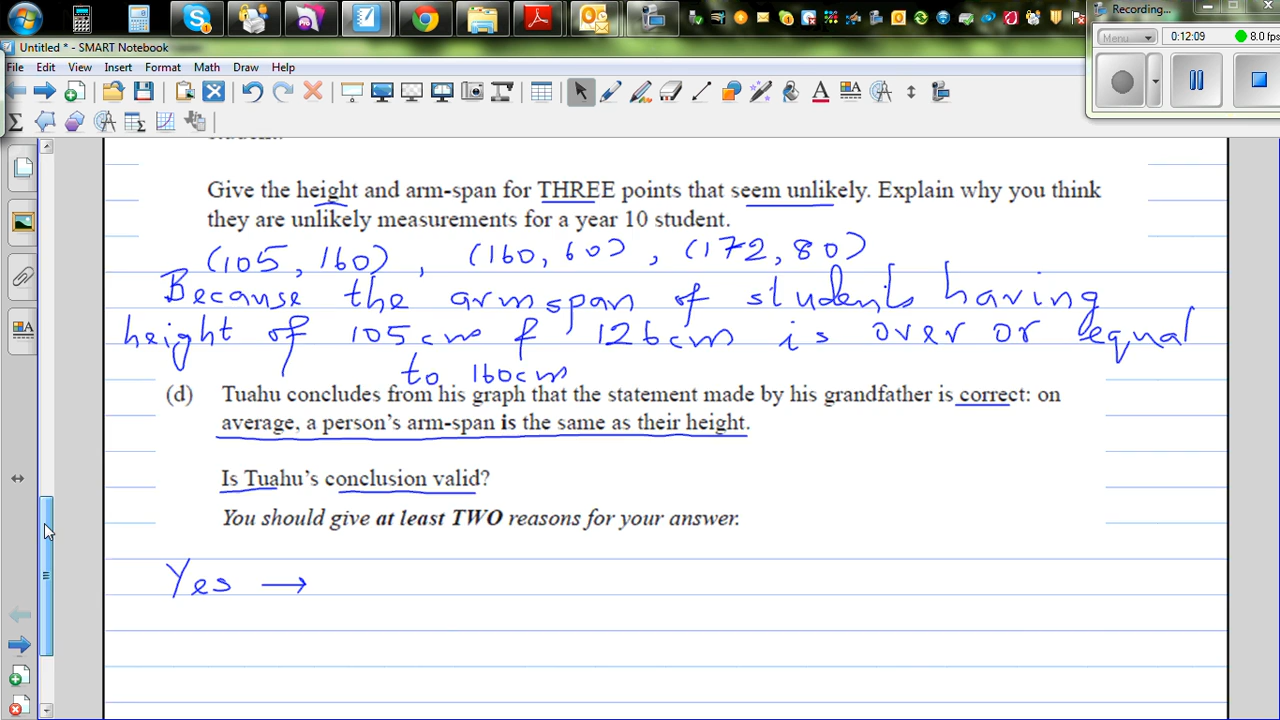 Recording...
Untitled * - SMART Notebook
Menu
0:12:09
8.0 fps
File Edit View Insert Format Math Draw Help
Give the height and arm-span for THREE points that seem unlikely. Explain why you think
they are unlikely measurements for a year 10 student.
(105, 160) , (160, 60) , (172, 80)
Because the armspan of students having
height of 105cm f 126cm is over or equal
to 160cm
(d) Tuahu concludes from his graph that the statement made by his grandfather is correct: on
average, a person's arm-span is the same as their height.
Is Tuahu's conclusion valid?
You should give at least TWO reasons for your answer.
Yes →